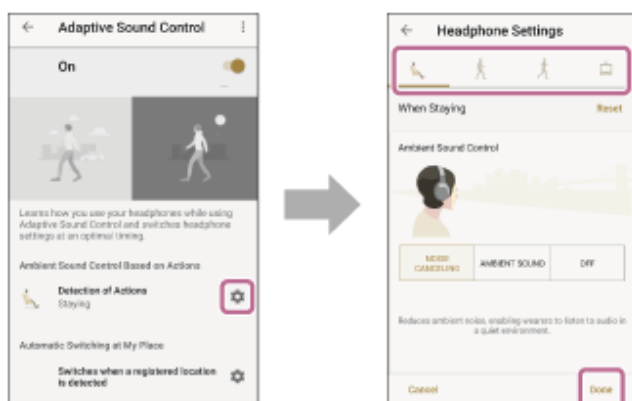 Adaptive Sound Control
On
Learns how you use your headphones while using
Adaptive Sound Control and switches headphone
settings at an optimal timing.
Ambient Sound Control Based on Actions
Detection of Actions
Staying
Automatic Switching at My Place
Switches when a registered location
is detected
Headphone Settings
When Staying
Reset
Ambient Sound Control
NOISE
CANCELING
AMBIENT SOUND
OFF
Reduces ambient noise, enabling wearers to listen to audio in
a quiet environment.
Cancel
Done